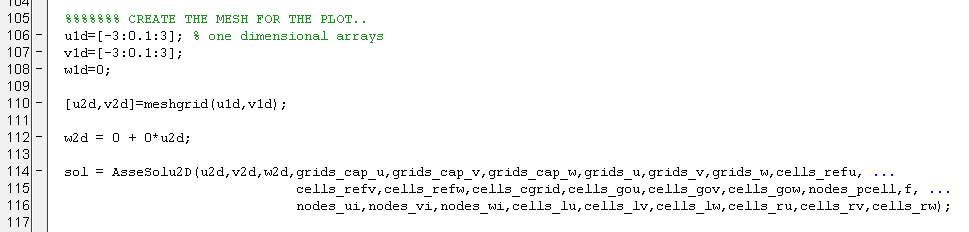 104
105 %%%%%%% CREATE THE MESH FOR THE PLOT..
106 - u1d=[-3:0.1:3]; % one dimensional arrays
107 - v1d=[-3:0.1:3];
108 - w1d=0;
109
110 - [u2d,v2d]=meshgrid(u1d,v1d);
111
112 - w2d = 0 + 0*u2d;
113
114 - sol = AsseSolu2D(u2d,v2d,w2d,grids_cap_u,grids_cap_v,grids_cap_w,grids_u,grids_v,grids_w,cells_refu, ...
115 cells_refv,cells_refw,cells_cgrid,cells_gou,cells_gov,cells_gow,nodes_pcell,f, ...
116 nodes_ui,nodes_vi,nodes_wi,cells_lu,cells_lv,cells_lw,cells_ru,cells_rv,cells_rw);
117